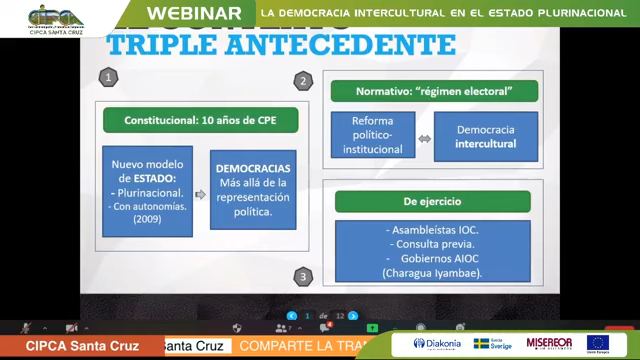 CIPCA
CIPCA SANTA CRUZ
WEBINAR
LA DEMOCRACIA INTERCULTURAL EN EL ESTADO PLURINACIONAL
TRIPLE ANTECEDENTE
1
Constitucional: 10 años de CPE
Nuevo modelo
de ESTADO:
- Plurinacional.
- Con autonomías.
(2009)
DEMOCRACIAS
Más allá de la
representación
política.
2
Normativo: “régimen electoral”
Reforma
político-
institucional
Democracia
intercultural
3
De ejercicio
- Asambleístas IOC.
- Consulta previa.
- Gobiernos AIOC
(Charagua Iyambae).
1 de 12
CIPCA Santa Cruz
Santa Cruz
COMPARTE LA TRA
Diakonia
Sverige
MISEREOR